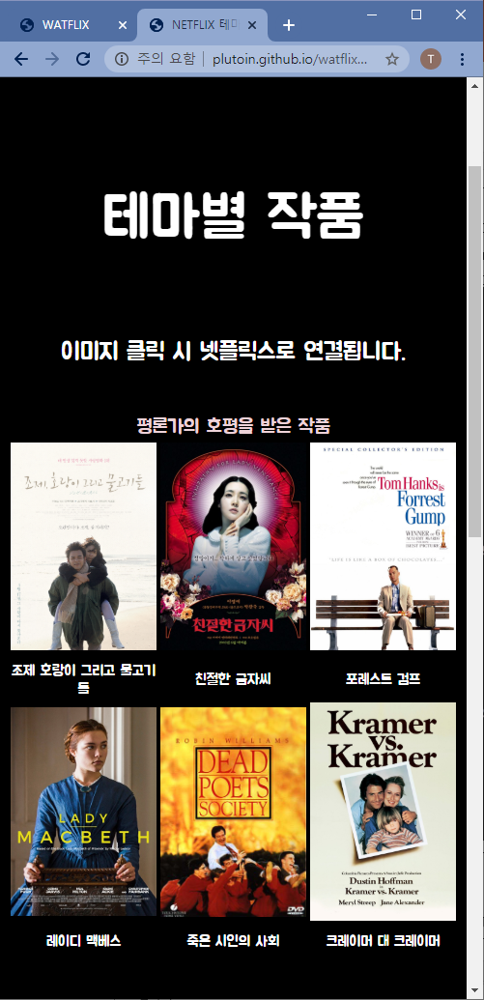 WATFLIX
NETFLIX 테마
주의 요함
plutoin.github.io/watflix...
T
테마별 작품
이미지 클릭 시 넷플릭스로 연결됩니다.
평론가의 호평을 받은 작품
조제, 호랑이 그리고 물고기들
친절한 금자씨
SPECIAL COLLECTOR'S EDITION
Tom Hanks is
Forrest
Gump
WINNER OF 6
ACADEMY AWARDS
BEST PICTURE
조제 호랑이 그리고 물고기
들
친절한 금자씨
포레스트 검프
LADY
MACBETH
ROBIN WILLIAMS
DEAD
POETS
SOCIETY
DVD
Kramer
vs.
Kramer
Dustin Hoffman
Kramer vs. Kramer
Meryl Streep Jane Alexander
레이디 맥베스
죽은 시인의 사회
크레이머 대 크레이머